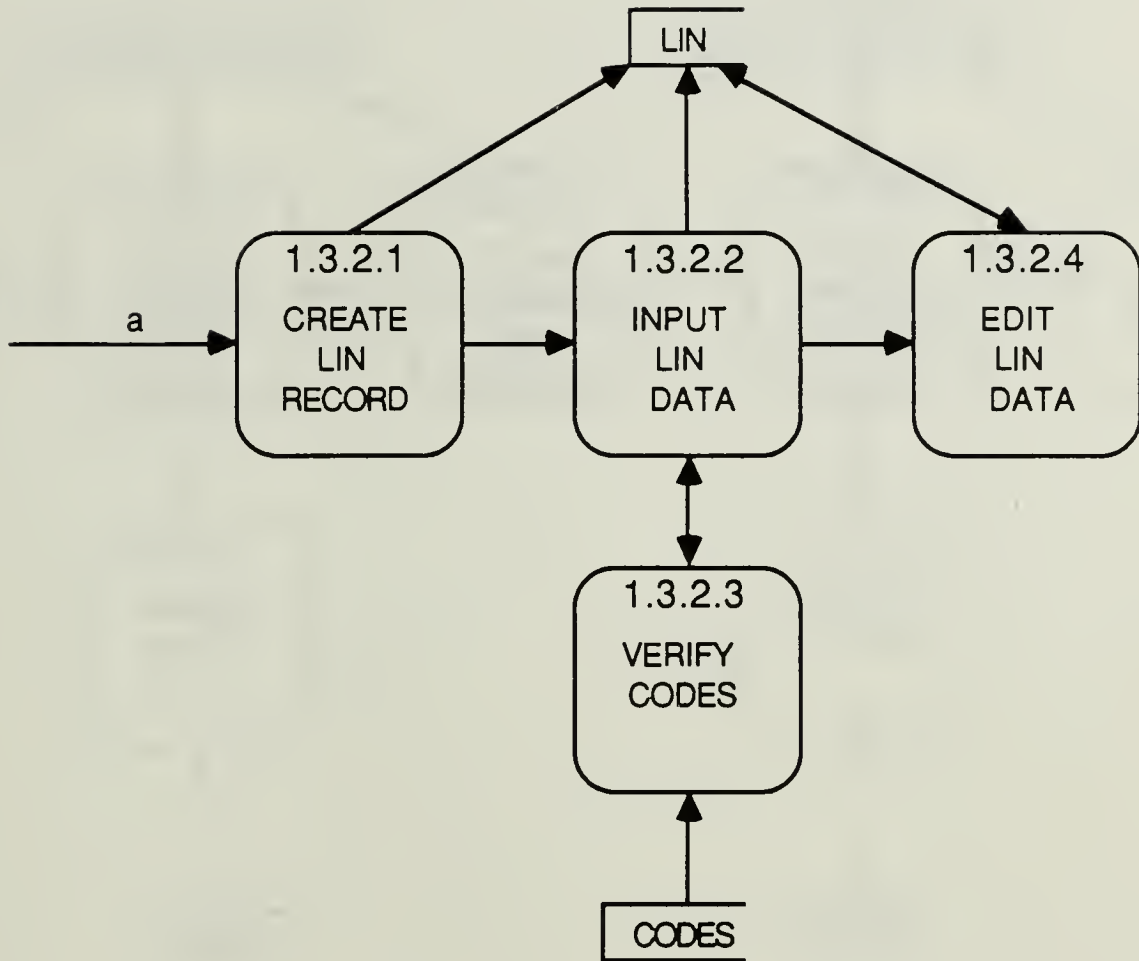 LIN
1.3.2.1
CREATE
LIN
RECORD
1.3.2.2
INPUT
LIN
DATA
1.3.2.4
EDIT
LIN
DATA
a
1.3.2.3
VERIFY
CODES
CODES